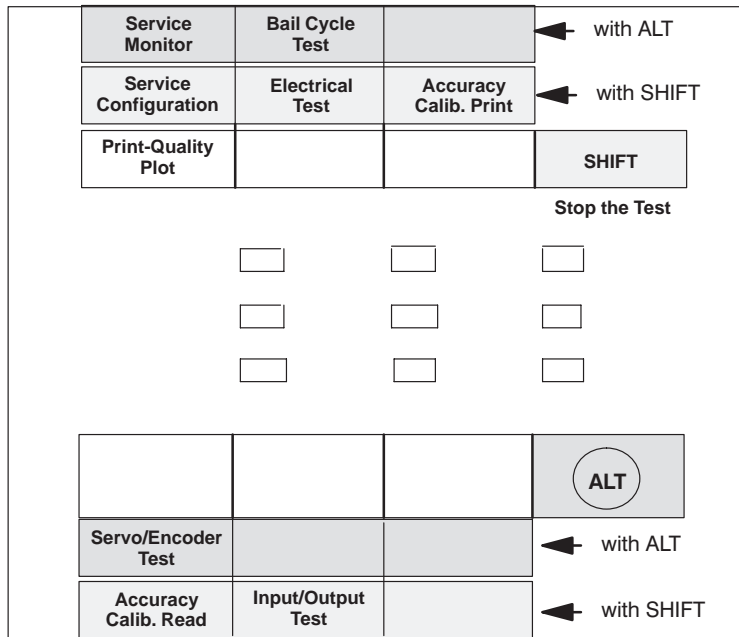 Service Bail Cycle
Monitor Test with ALT
Service Electrical Accuracy
Configuration Test Calib. Print with SHIFT
Print-Quality
Plot SHIFT
Stop the Test
ALT
Servo/Encoder
Test with ALT
Accuracy Input/Output
Calib. Read Test with SHIFT